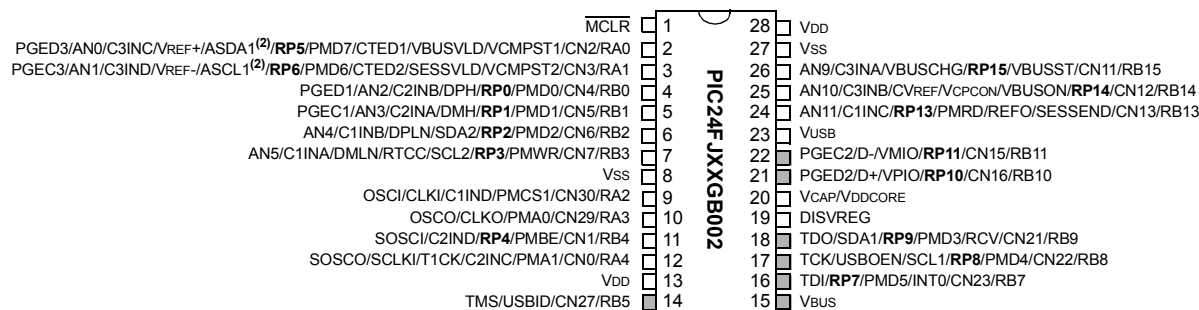 MCLR 1
PGED3/AN0/C3INC/VREF+/ASDA1(2)/RP5/PMD7/CTED1/VBUSVLD/VCMPST1/CN2/RA0 2
PGEC3/AN1/C3IND/VREF-/ASCL1(2)/RP6/PMD6/CTED2/SESSVLD/VCMPST2/CN3/RA1 3
PGED1/AN2/C2INB/DPH/RP0/PMD0/CN4/RB0 4
PGEC1/AN3/C2INA/DMH/RP1/PMD1/CN5/RB1 5
AN4/C1INB/DPLN/SDA2/RP2/PMD2/CN6/RB2 6
AN5/C1INA/DMLN/RTCC/SCL2/RP3/PMWR/CN7/RB3 7
VSS 8
OSCI/CLKI/C1IND/PMCS1/CN30/RA2 9
OSCO/CLKO/PMA0/CN29/RA3 10
SOSCI/C2IND/RP4/PMBE/CN1/RB4 11
SOSCO/SCLKI/T1CK/C2INC/PMA1/CN0/RA4 12
VDD 13
TMS/USBID/CN27/RB5 14
PIC24FJXXGB002
28 VDD
27 VSS
26 AN9/C3INA/VBUSCHG/RP15/VBUSST/CN11/RB15
25 AN10/C3INB/CVREF/VCPCON/VBUSON/RP14/CN12/RB14
24 AN11/C1INC/RP13/PMRD/REFO/SESSEND/CN13/RB13
23 VUSB
22 PGEC2/D-/VMIO/RP11/CN15/RB11
21 PGED2/D+/VPIO/RP10/CN16/RB10
20 VCAP/VDDCORE
19 DISVREG
18 TDO/SDA1/RP9/PMD3/RCV/CN21/RB9
17 TCK/USBOEN/SCL1/RP8/PMD4/CN22/RB8
16 TDI/RP7/PMD5/INT0/CN23/RB7
15 VBUS